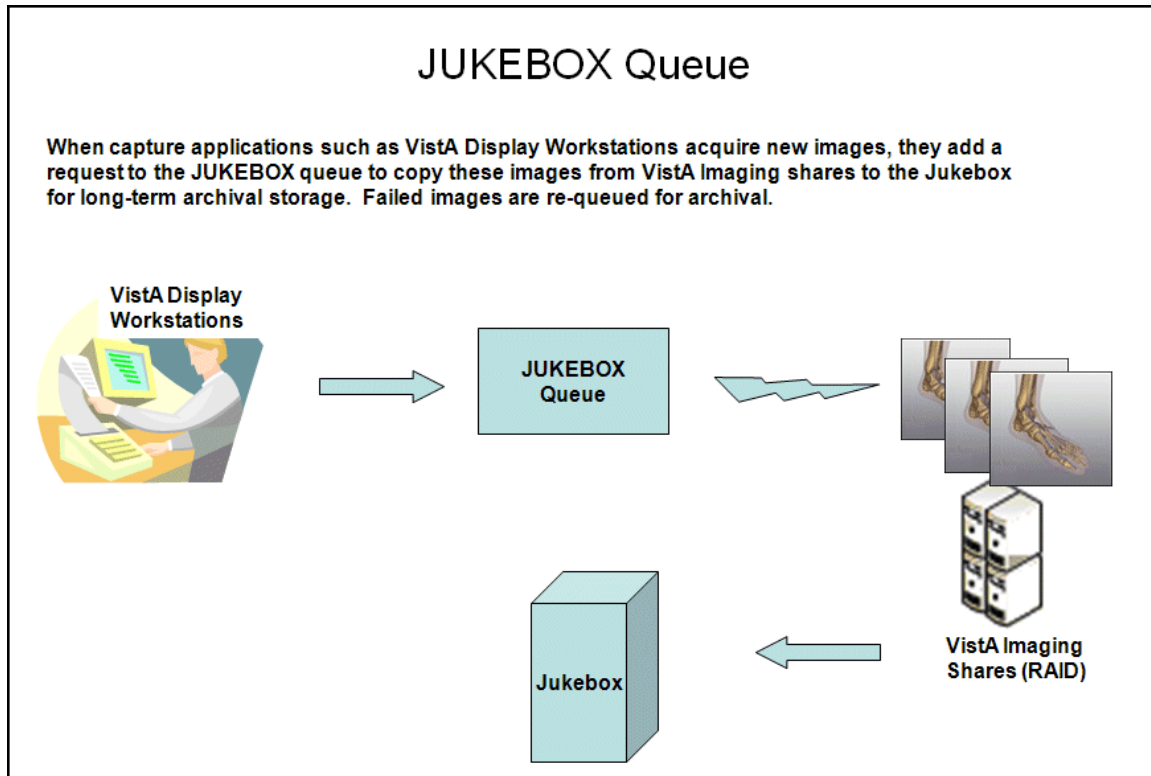 JUKEBOX Queue
When capture applications such as VistA Display Workstations acquire new images, they add a
request to the JUKEBOX queue to copy these images from VistA Imaging shares to the Jukebox
for long-term archival storage.  Failed images are re-queued for archival.
VistA Display
Workstations
JUKEBOX
Queue
VistA Imaging
Shares (RAID)
Jukebox